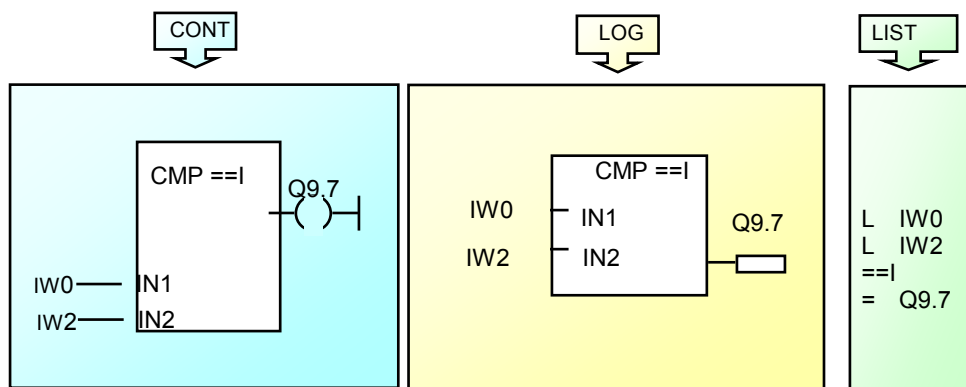 CONT
CMP ==I
Q9.7
IW0 IN1
IW2 IN2
LOG
CMP ==I
IW0 IN1
Q9.7
IW2 IN2
LIST
L IW0
L IW2
==I
= Q9.7